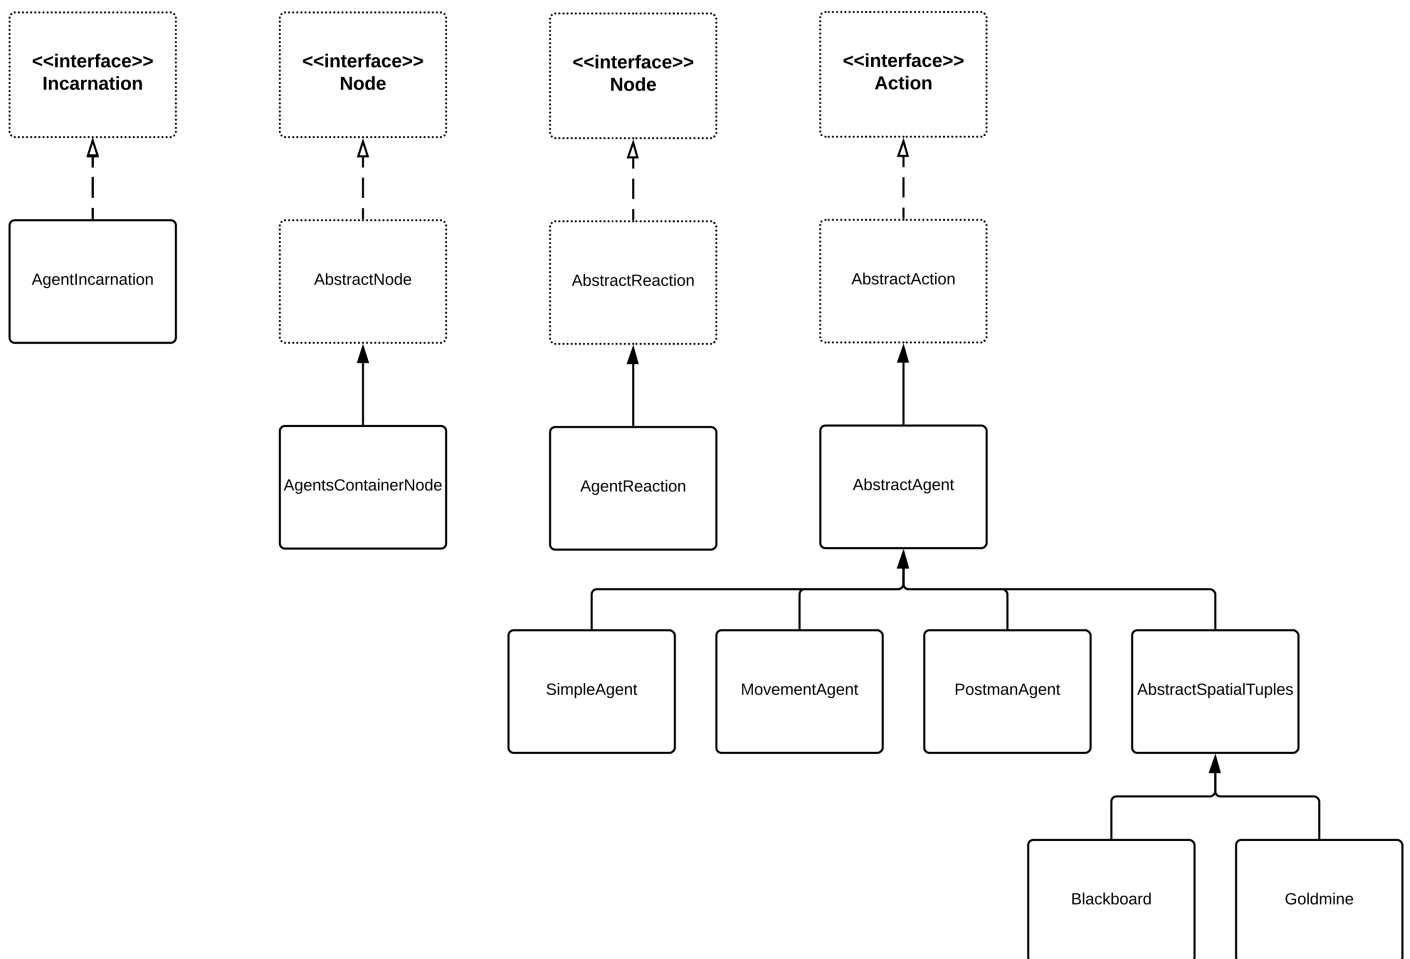 <<interface>>
Incarnation
<<interface>>
Node
<<interface>>
Node
<<interface>>
Action
AgentIncarnation
AbstractNode
AbstractReaction
AbstractAction
AgentsContainerNode
AgentReaction
AbstractAgent
SimpleAgent
MovementAgent
PostmanAgent
AbstractSpatialTuples
Blackboard
Goldmine